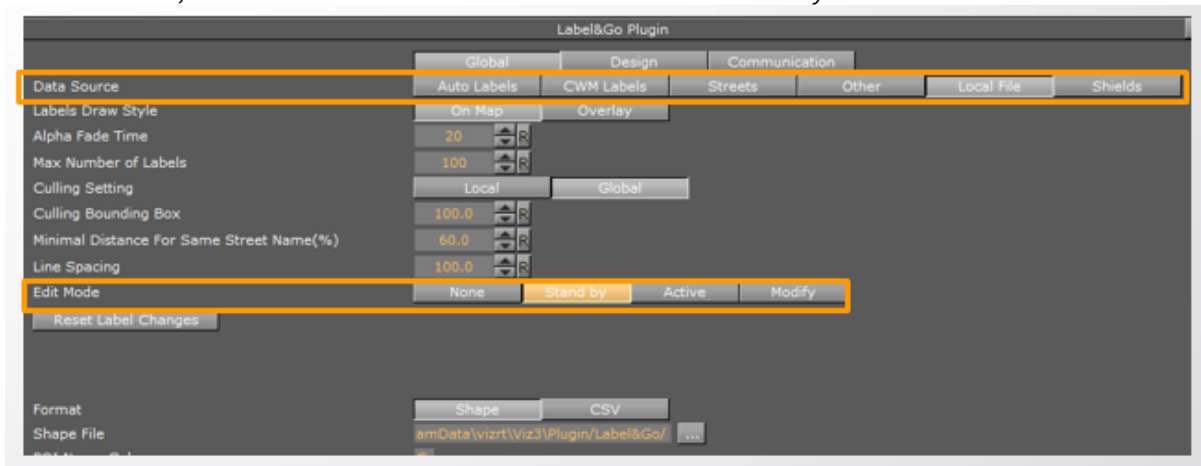 Label&Go Plugin
Global Design Communication
Data Source Auto Labels CWM Labels Streets Other Local File Shields
Labels Draw Style On Map Overlay
Alpha Fade Time 20 R
Max Number of Labels 100 R
Culling Setting Local Global
Culling Bounding Box 100.0 R
Minimal Distance For Same Street Name(%) 60.0 R
Line Spacing 100.0 R
Edit Mode None Stand by Active Modify
Reset Label Changes
Format Shape CSV
Shape File amData\vizrt\Viz3\Plugin/Label&Go/ ...